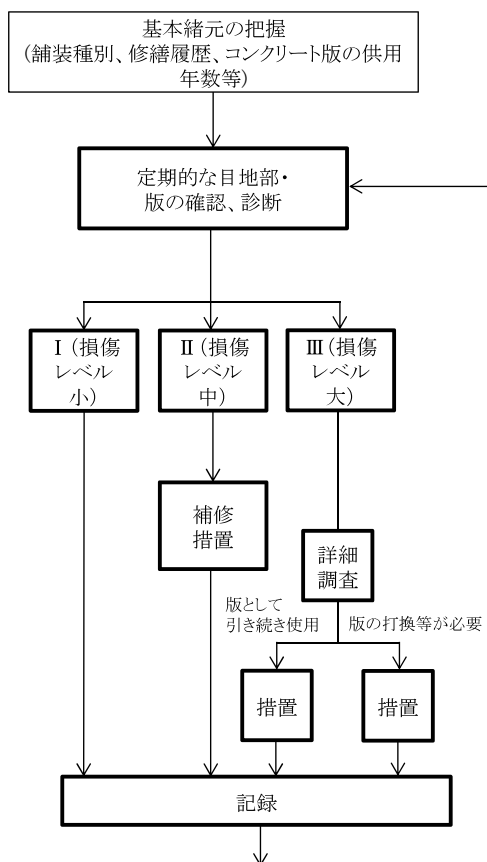 基本緒元の把握
(舗装種別、修繕履歴、コンクリート版の供用
年数等)
定期的な目地部・
版の確認、診断
Ⅰ(損傷
レベル
小)
Ⅱ(損傷
レベル
中)
Ⅲ(損傷
レベル
大)
補修
措置
詳細
調査
版として
引き続き使用
版の打換等が必要
措置
措置
記録